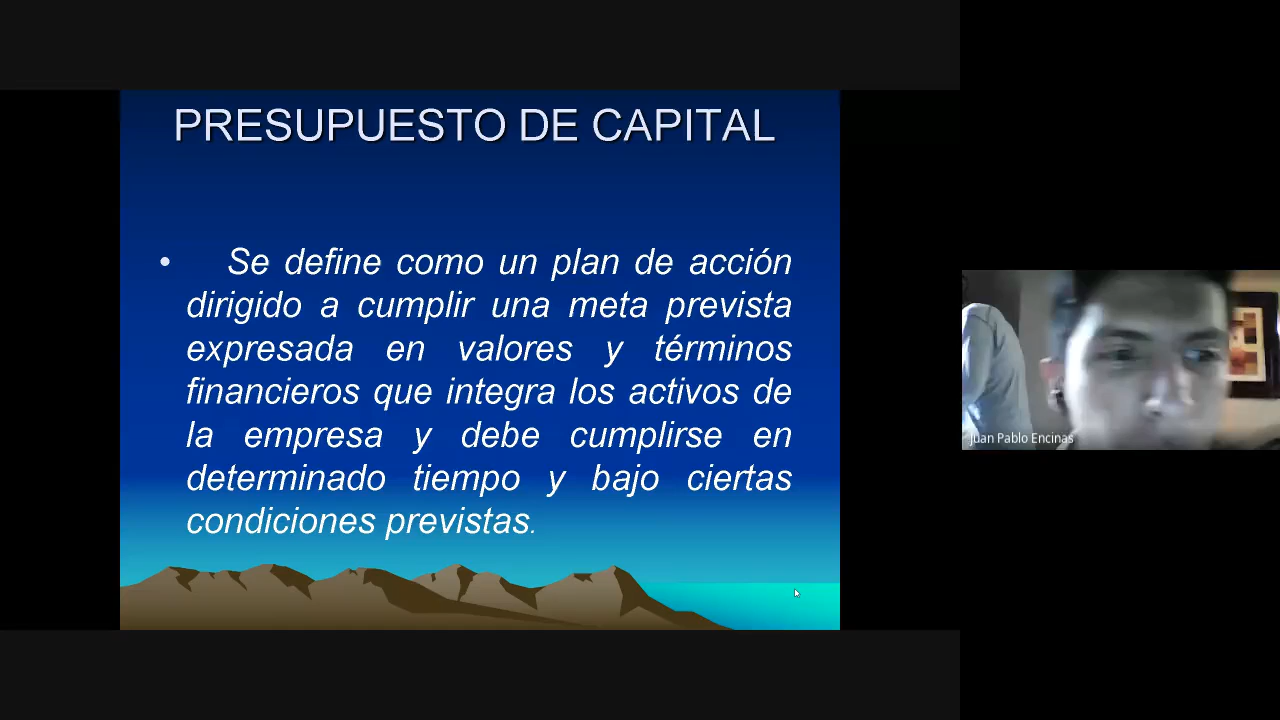 PRESUPUESTO DE CAPITAL
• Se define como un plan de acción
dirigido a cumplir una meta prevista
expresada en valores y términos
financieros que integra los activos de
la empresa y debe cumplirse en
determinado tiempo y bajo ciertas
condiciones previstas.
Juan Pablo Encinas